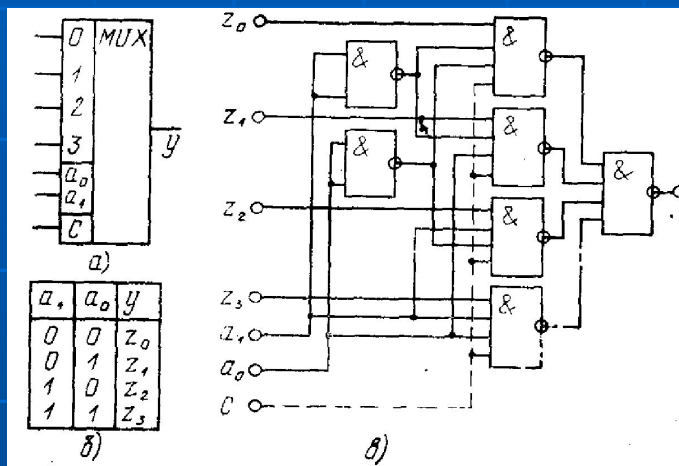 0 MUX
1
2
3
a₀
a₁
C
y
а)
a₁ a₀ y
0 0 z₀
0 1 z₁
1 0 z₂
1 1 z₃
б)
z₀
&
&
z₁
&
&
&
z₂
&
z₃
&
a₁
a₀
C
в)